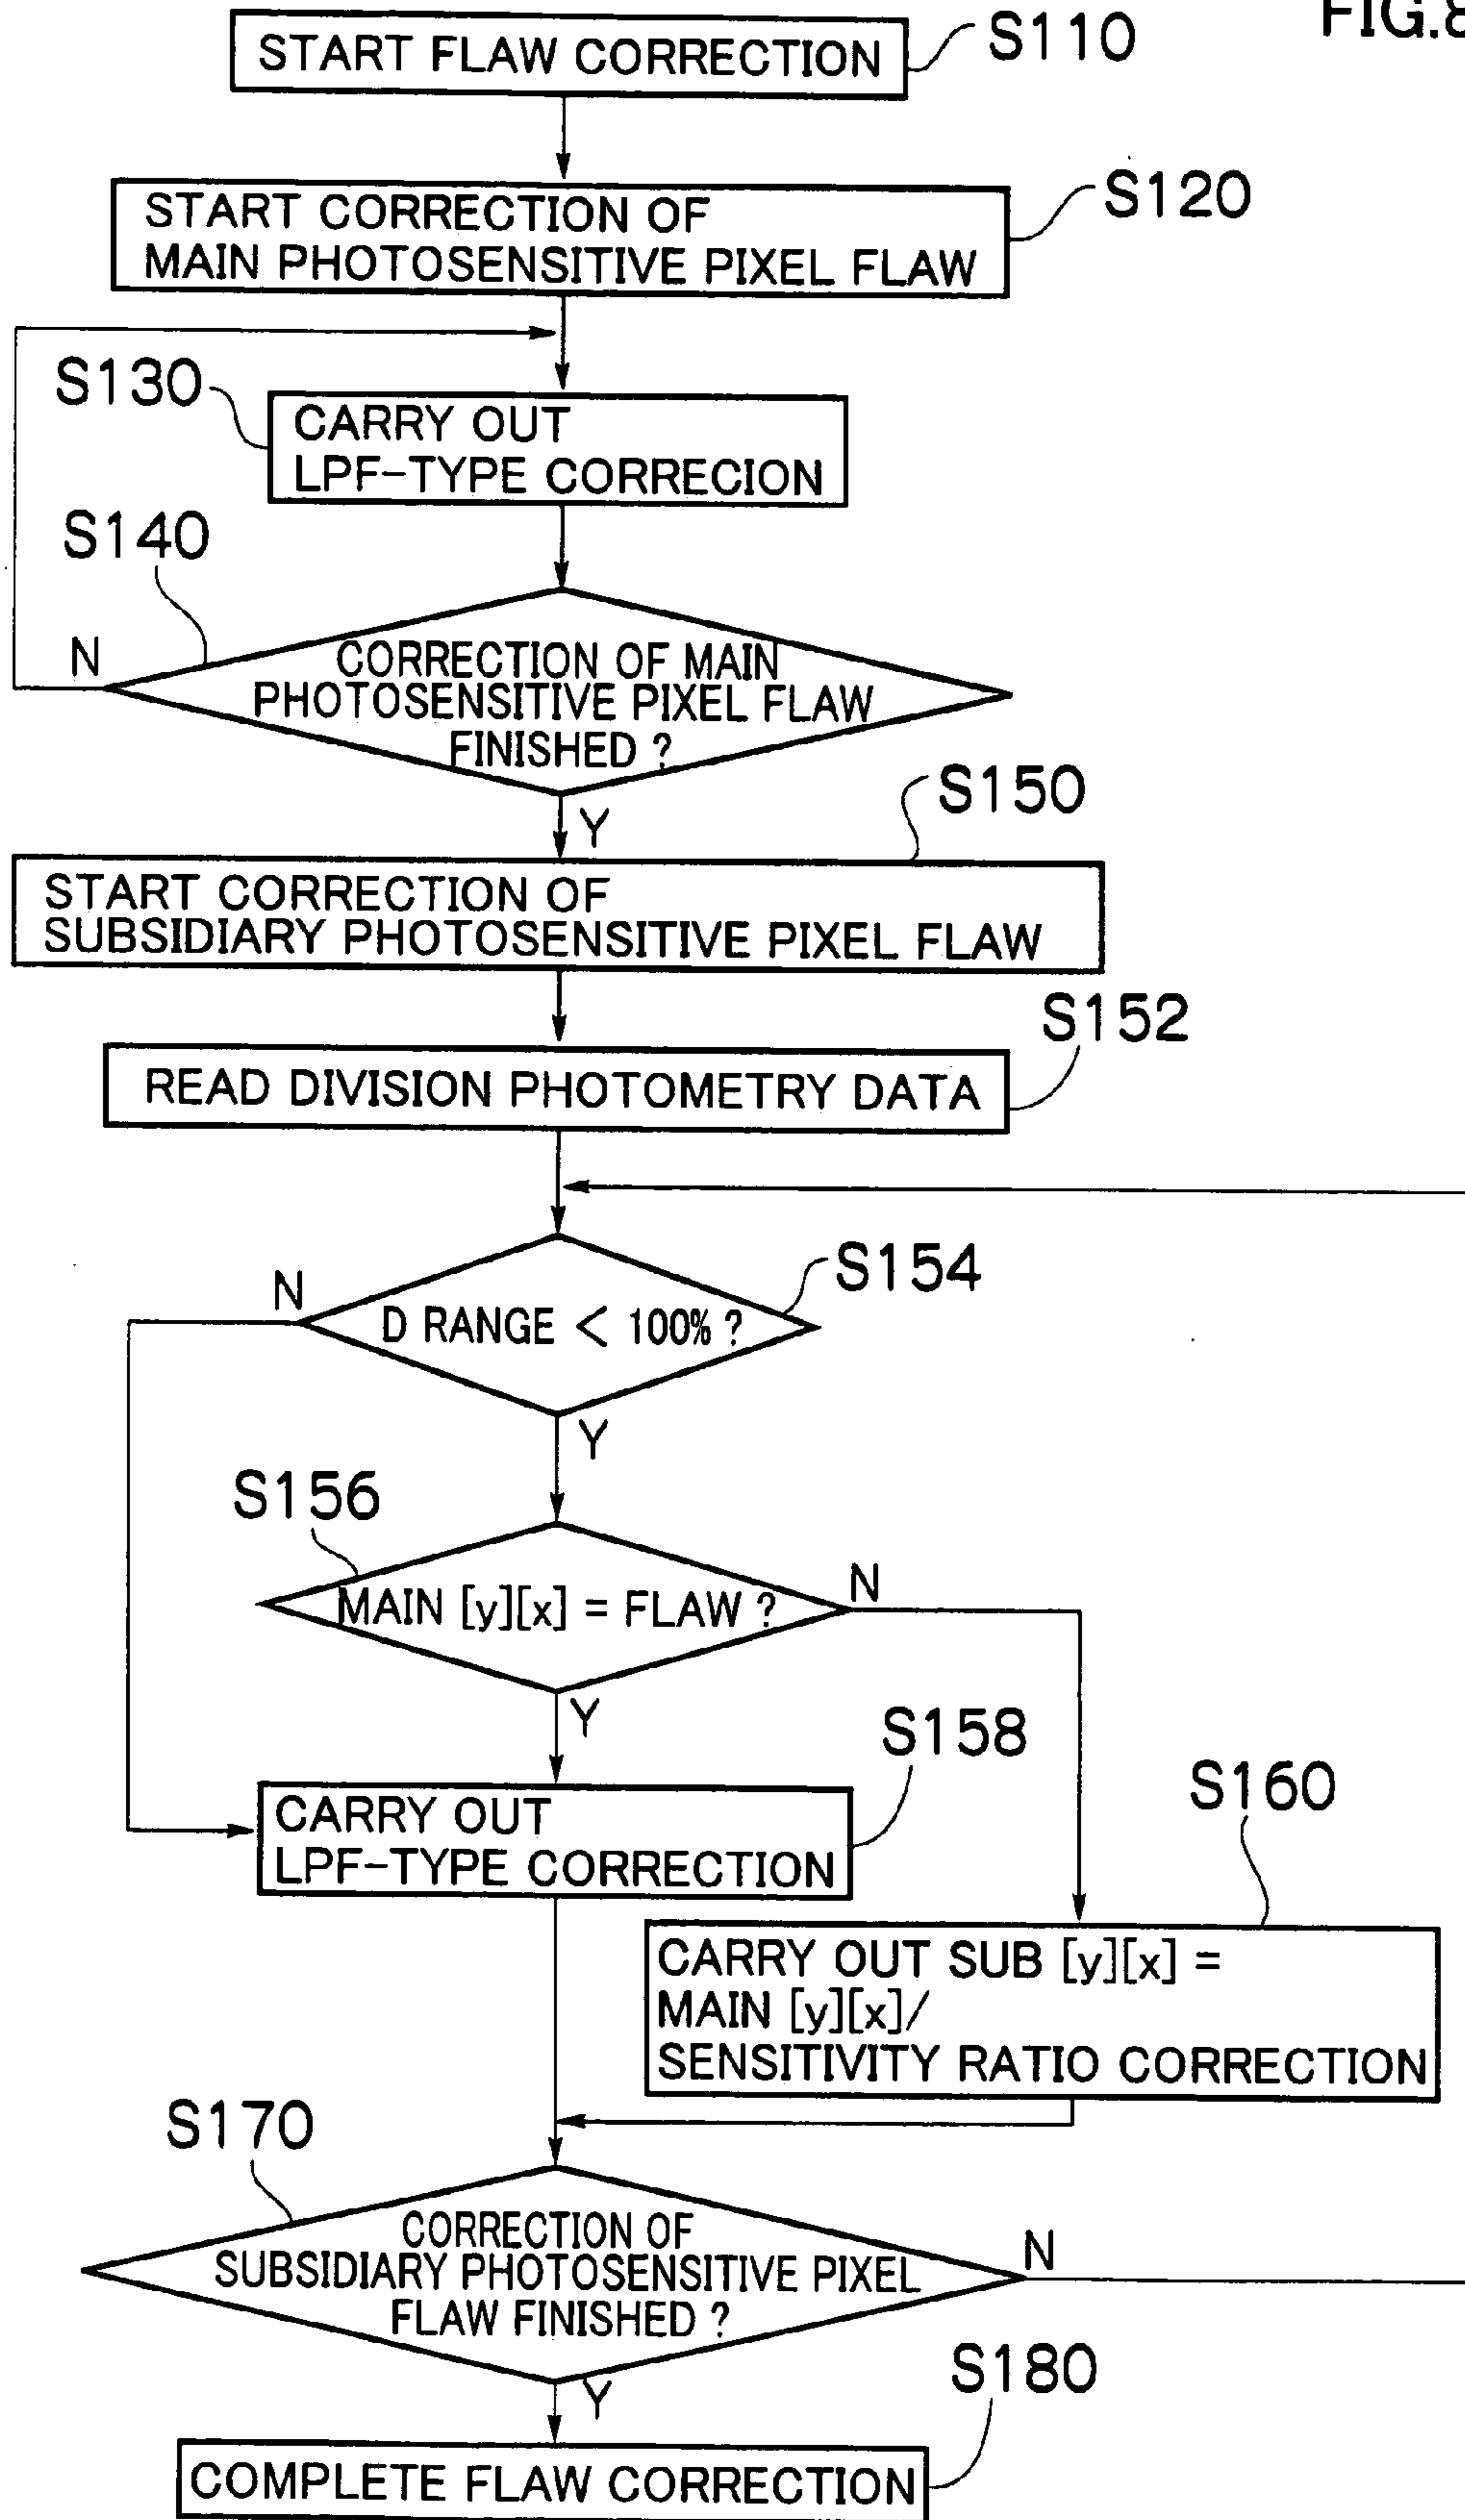 FIG.8
START FLAW CORRECTION
S110
START CORRECTION OF
MAIN PHOTOSENSITIVE PIXEL FLAW
S120
S130
CARRY OUT
LPF-TYPE CORRECION
S140
N
CORRECTION OF MAIN
PHOTOSENSITIVE PIXEL FLAW
FINISHED ?
Y
S150
START CORRECTION OF
SUBSIDIARY PHOTOSENSITIVE PIXEL FLAW
S152
READ DIVISION PHOTOMETRY DATA
S154
N
D RANGE < 100% ?
Y
S156
MAIN [y][x] = FLAW ?
N
Y
S158
CARRY OUT
LPF-TYPE CORRECTION
S160
CARRY OUT SUB [y][x] =
MAIN [y][x]/
SENSITIVITY RATIO CORRECTION
S170
CORRECTION OF
SUBSIDIARY PHOTOSENSITIVE PIXEL
FLAW FINISHED ?
N
Y
S180
COMPLETE FLAW CORRECTION